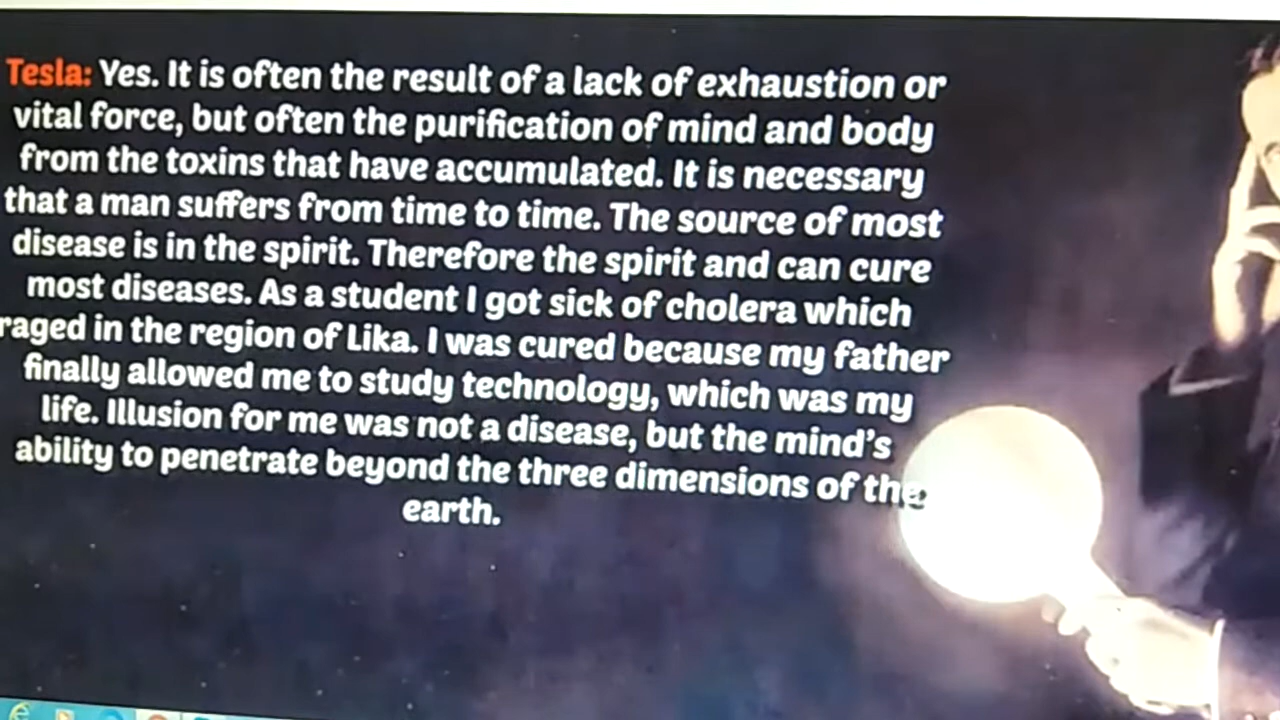 Tesla: Yes. It is often the result of a lack of exhaustion or
vital force, but often the purification of mind and body
from the toxins that have accumulated. It is necessary
that a man suffers from time to time. The source of most
disease is in the spirit. Therefore the spirit and can cure
most diseases. As a student I got sick of cholera which
raged in the region of Lika. I was cured because my father
finally allowed me to study technology, which was my
life. Illusion for me was not a disease, but the mind's
ability to penetrate beyond the three dimensions of the
earth.